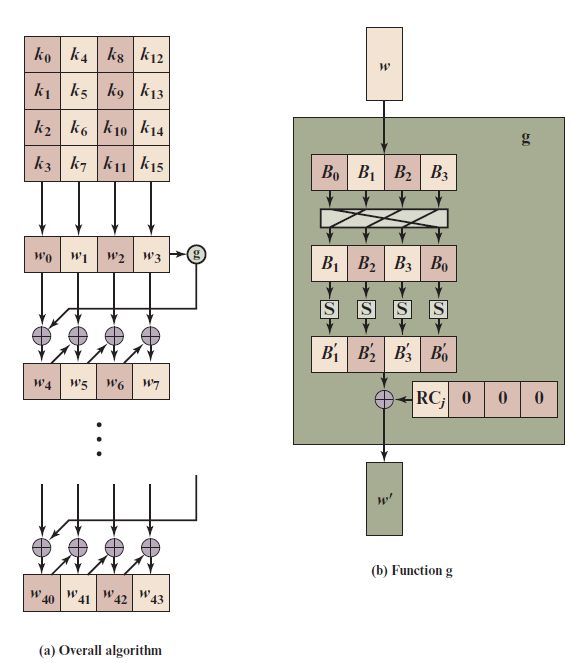 k0 k4 k8 k12
k1 k5 k9 k13
k2 k6 k10 k14
k3 k7 k11 k15
w0 w1 w2 w3 g
w4 w5 w6 w7
w40 w41 w42 w43
(a) Overall algorithm
w
g
B0 B1 B2 B3
B1 B2 B3 B0
S S S S
B′1 B′2 B′3 B′0
RCj 0 0 0
w′
(b) Function g